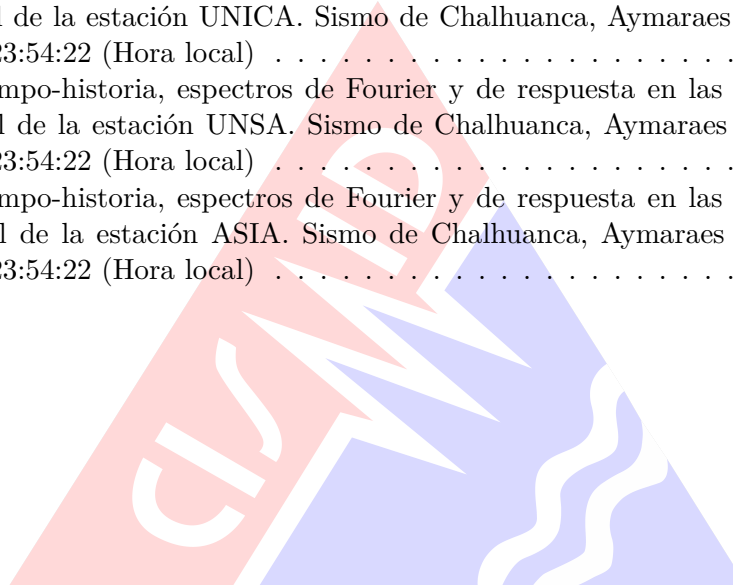 l de la estación UNICA. Sismo de Chalhuanca, Aymaraes
23:54:22 (Hora local) . . . . . . . . . . . . . . . . . . . . .
mpo-historia, espectros de Fourier y de respuesta en las
l de la estación UNSA. Sismo de Chalhuanca, Aymaraes
23:54:22 (Hora local) . . . . . . . . . . . . . . . . . . . . .
mpo-historia, espectros de Fourier y de respuesta en las
l de la estación ASIA. Sismo de Chalhuanca, Aymaraes
23:54:22 (Hora local) . . . . . . . . . . . . . . . . . . . . .
CISMID